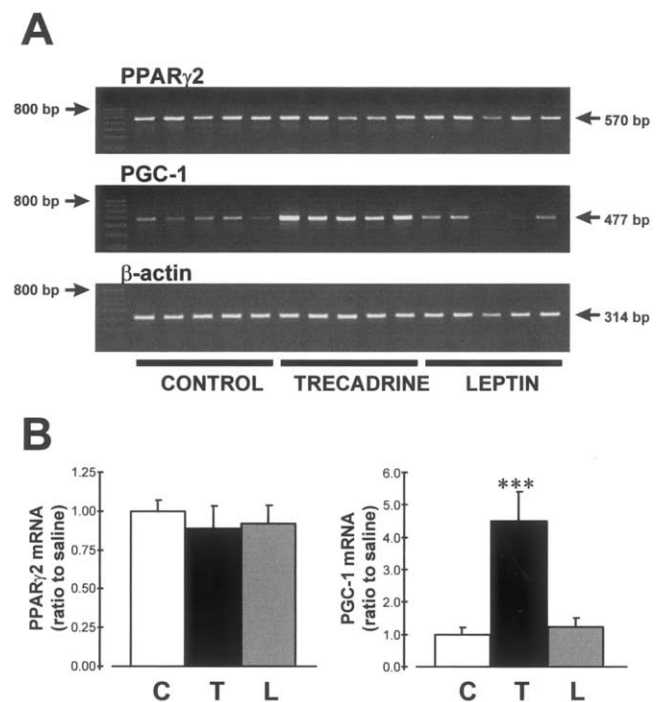 A
PPARγ2
800 bp
570 bp
PGC-1
800 bp
477 bp
β-actin
800 bp
314 bp
CONTROL TRECADRINE LEPTIN
B
PPARγ2 mRNA
(ratio to saline)
1.25
1.00
0.75
0.50
0.25
0.00
C T L
PGC-1 mRNA
(ratio to saline)
6.0
5.0
4.0
3.0
2.0
1.0
0.0
***
C T L